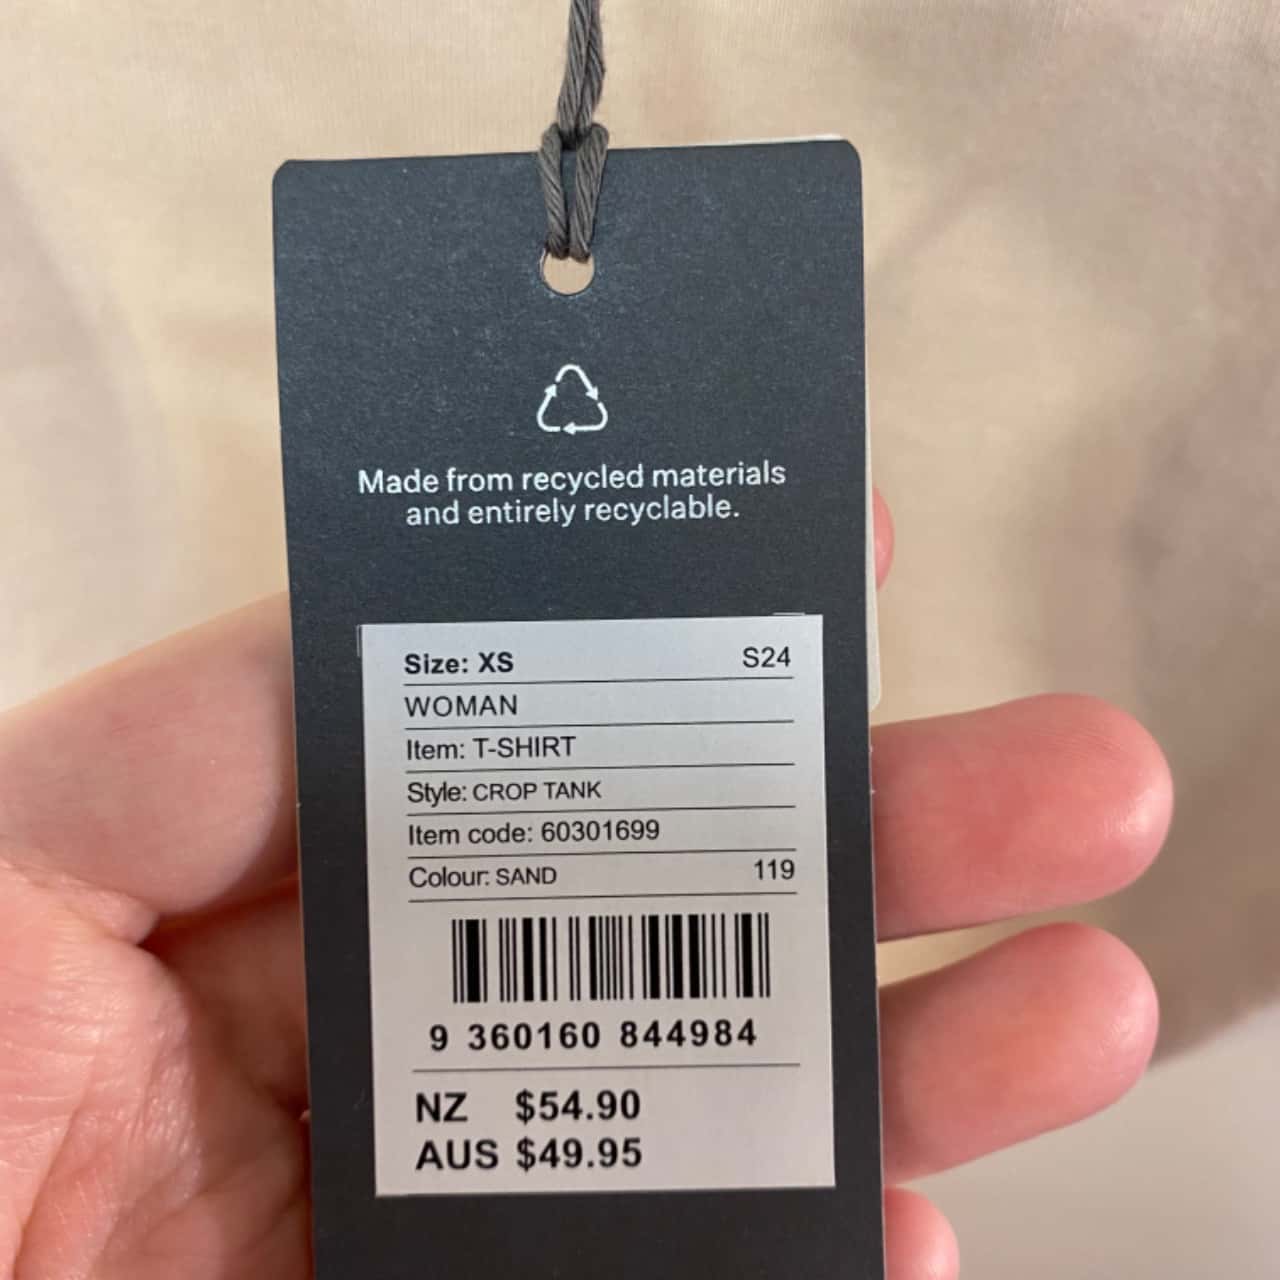 Made from recycled materials
and entirely recyclable.
Size: XS S24
WOMAN
Item: T-SHIRT
Style: CROP TANK
Item code: 60301699
Colour: SAND 119
9 360160 844984
NZ $54.90
AUS $49.95